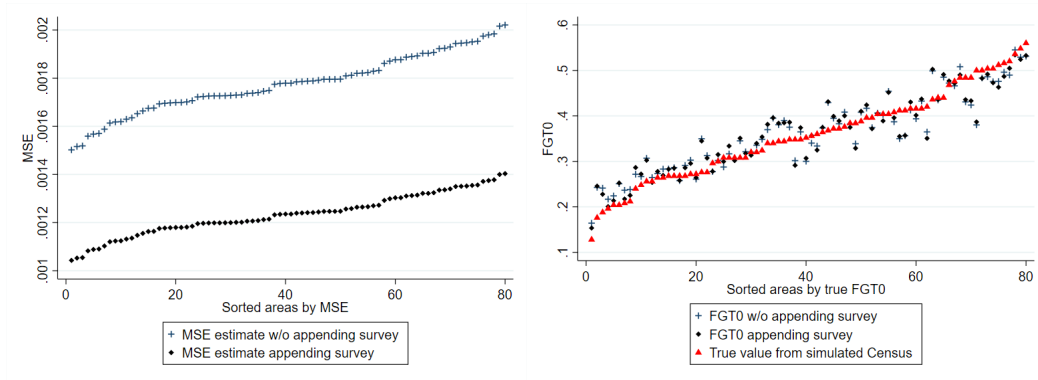 MSE
.002
.0018
.0016
.0014
.0012
.001
0
20
40
60
80
Sorted areas by MSE
MSE estimate w/o appending survey
MSE estimate appending survey
FGT0
.6
.5
.4
.3
.2
.1
0
20
40
60
80
Sorted areas by true FGT0
FGT0 w/o appending survey
FGT0 appending survey
True value from simulated Census